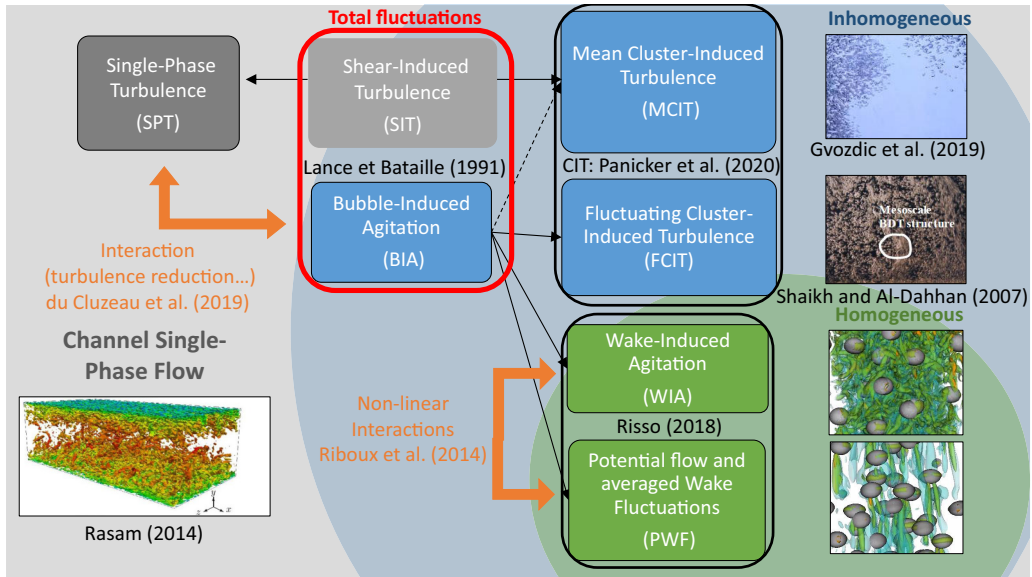 Total fluctuations
Inhomogeneous
Single-Phase
Turbulence
(SPT)
Shear-Induced
Turbulence
(SIT)
Mean Cluster-Induced
Turbulence
(MCIT)
Gvozdic et al. (2019)
Lance et Bataille (1991)
CIT: Panicker et al. (2020)
Bubble-Induced
Agitation
(BIA)
Fluctuating Cluster-
Induced Turbulence
(FCIT)
Mesoscale
BDT structure
Shaikh and Al-Dahhan (2007)
Interaction
(turbulence reduction…)
du Cluzeau et al. (2019)
Homogeneous
Channel Single-
Phase Flow
Wake-Induced
Agitation
(WIA)
Risso (2018)
Non-linear
Interactions
Riboux et al. (2014)
Potential flow and
averaged Wake
Fluctuations
(PWF)
y
z
x
Rasam (2014)